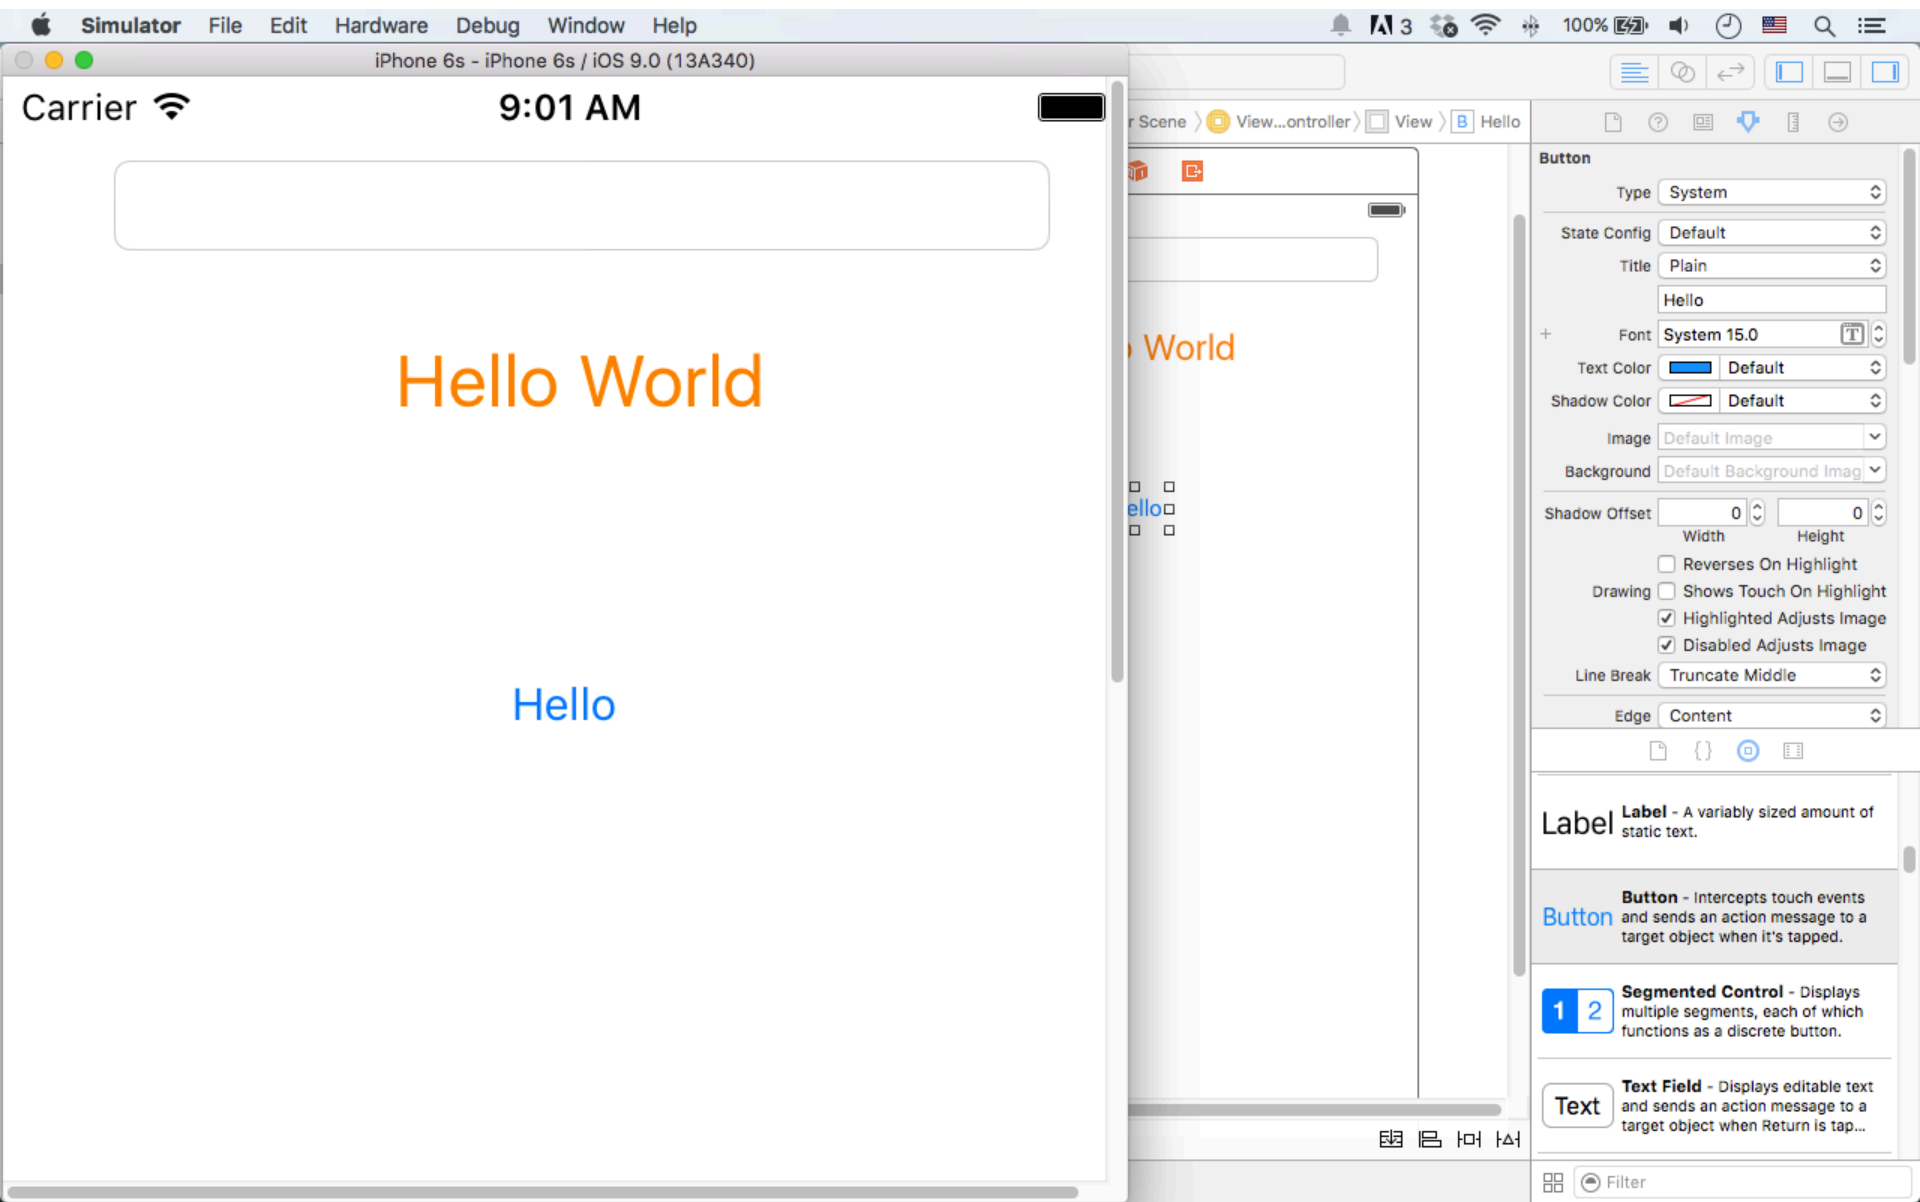 Simulator File Edit Hardware Debug Window Help 3 100%
iPhone 6s - iPhone 6s / iOS 9.0 (13A340)
Carrier 9:01 AM
Hello World
Hello
r Scene View...ontroller View B Hello
World
ello
Button
Type System
State Config Default
Title Plain
Hello
+ Font System 15.0 T
Text Color Default
Shadow Color Default
Image Default Image
Background Default Background Imag
Shadow Offset 0 0
Width Height
Reverses On Highlight
Drawing Shows Touch On Highlight
Highlighted Adjusts Image
Disabled Adjusts Image
Line Break Truncate Middle
Edge Content
{}
Label Label - A variably sized amount of
static text.
Button - Intercepts touch events
Button and sends an action message to a
target object when it's tapped.
Segmented Control - Displays
1 2 multiple segments, each of which
functions as a discrete button.
Text Field - Displays editable text
Text and sends an action message to a
target object when Return is tap...
Filter